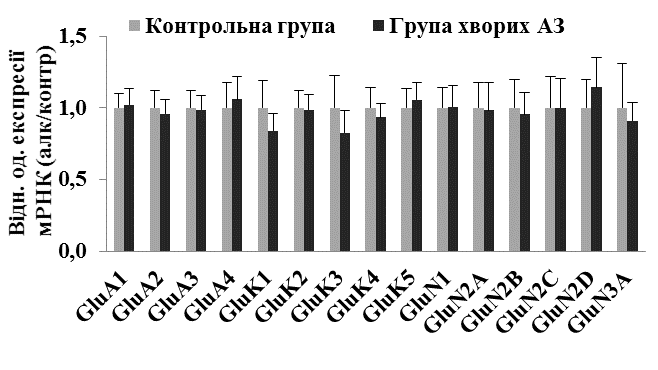 Контрольна група Група хворих АЗ
Відн. од. експресії
мРНК (алк/контр)
1,5
1,0
0,5
0,0
GluA1 GluA2 GluA3 GluA4 GluK1 GluK2 GluK3 GluK4 GluK5 GluN1 GluN2A GluN2B GluN2C GluN2D GluN3A